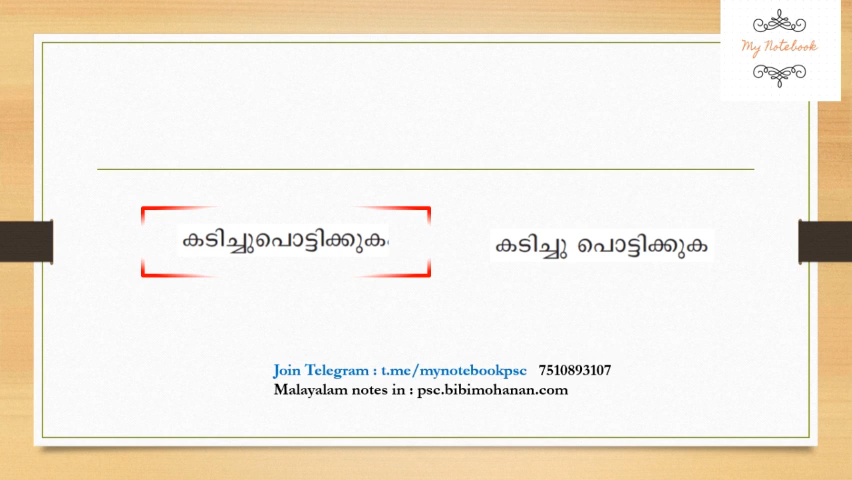 My Notebook
കടിച്ചുപൊട്ടിക്കുക
കടിച്ചു പൊട്ടിക്കുക
Join Telegram : t.me/mynotebookpsc 7510893107
Malayalam notes in : psc.bibimohanan.com